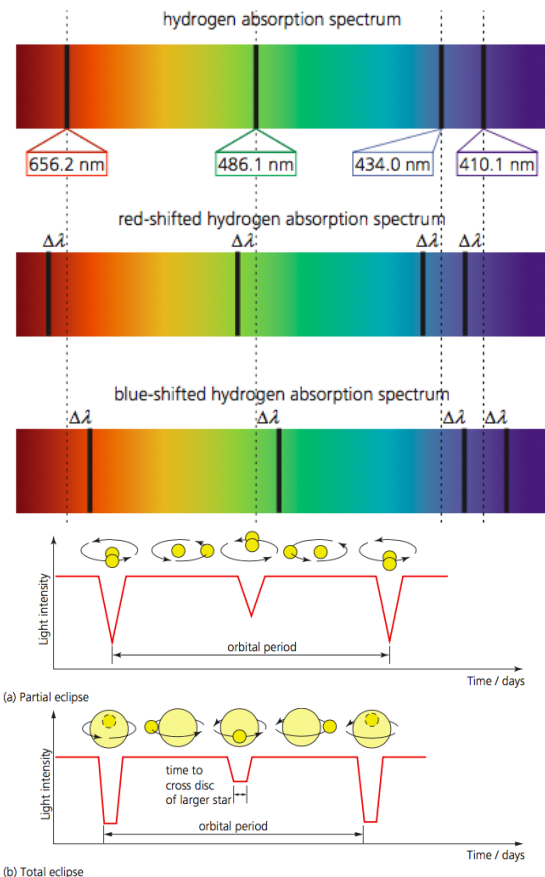 hydrogen absorption spectrum
656.2 nm
486.1 nm
434.0 nm
410.1 nm
red-shifted hydrogen absorption spectrum
Δλ
Δλ
Δλ
Δλ
blue-shifted hydrogen absorption spectrum
Δλ
Δλ
Δλ
Δλ
Light intensity
orbital period
Time / days
(a) Partial eclipse
Light intensity
time to
cross disc
of larger star
orbital period
Time / days
(b) Total eclipse